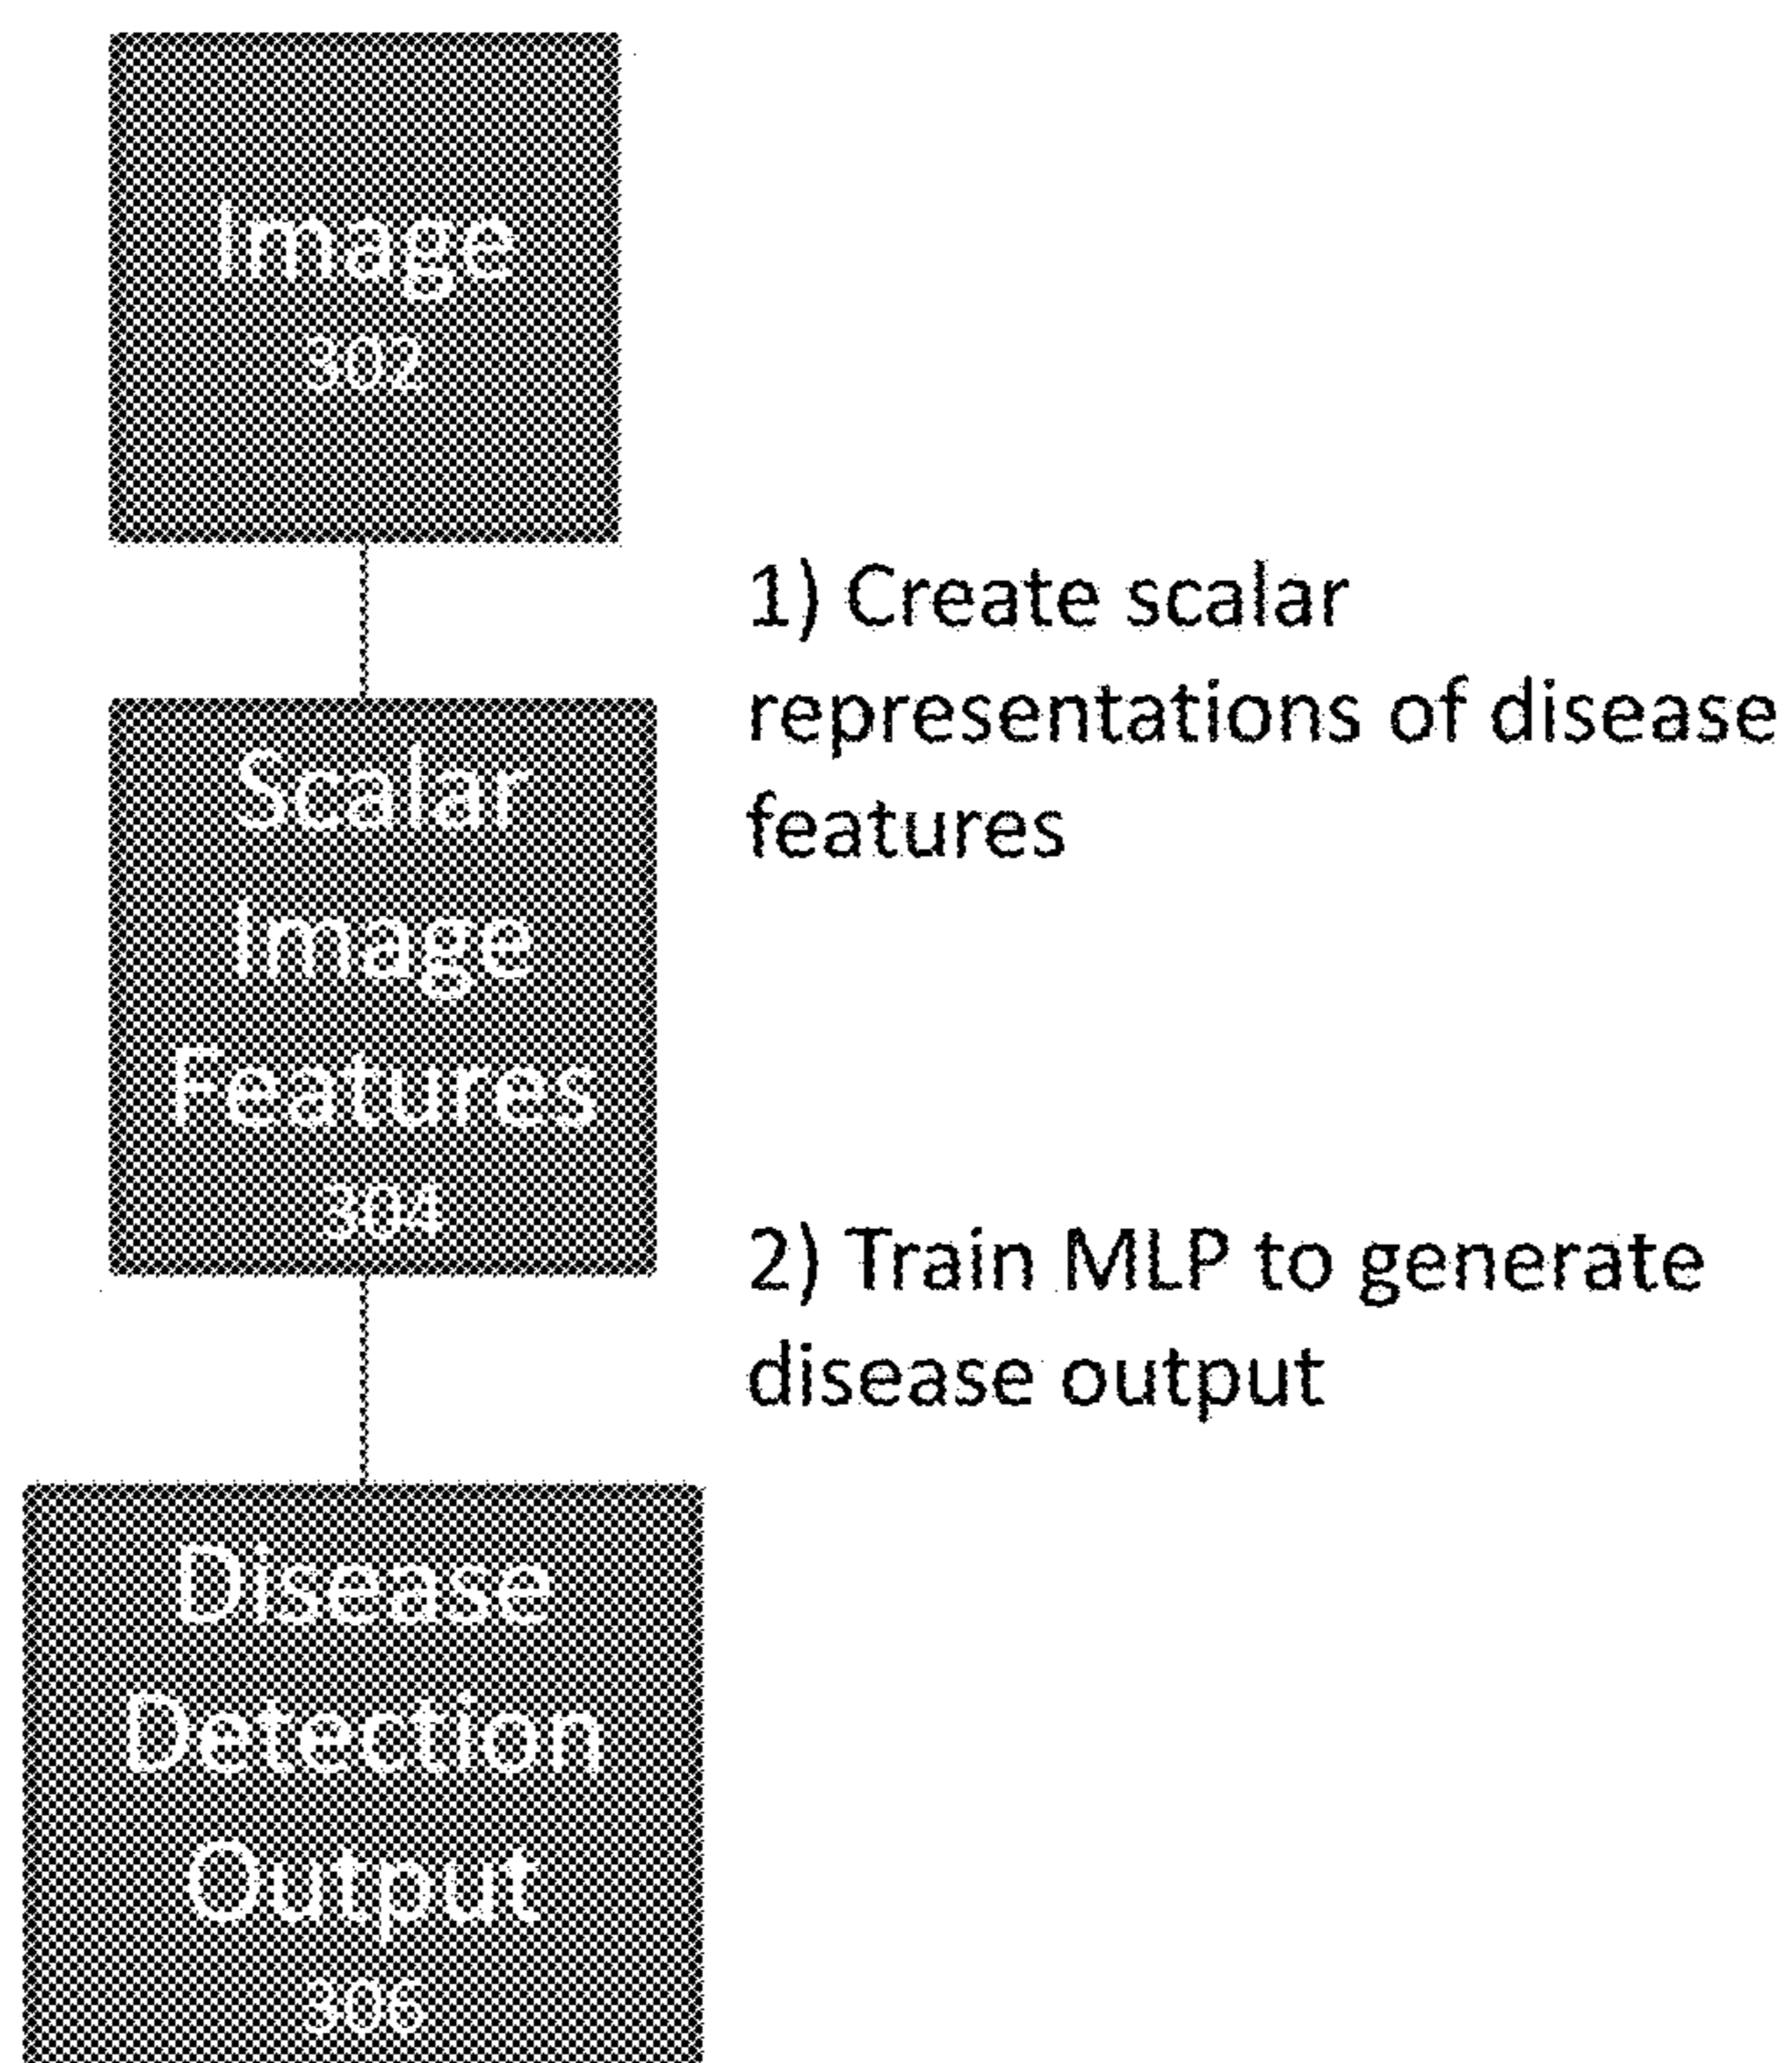 Image
302
1) Create scalar
representations of disease
features
Scalar
Image
Features
304
2) Train MLP to generate
disease output
Disease
Detection
Output
306